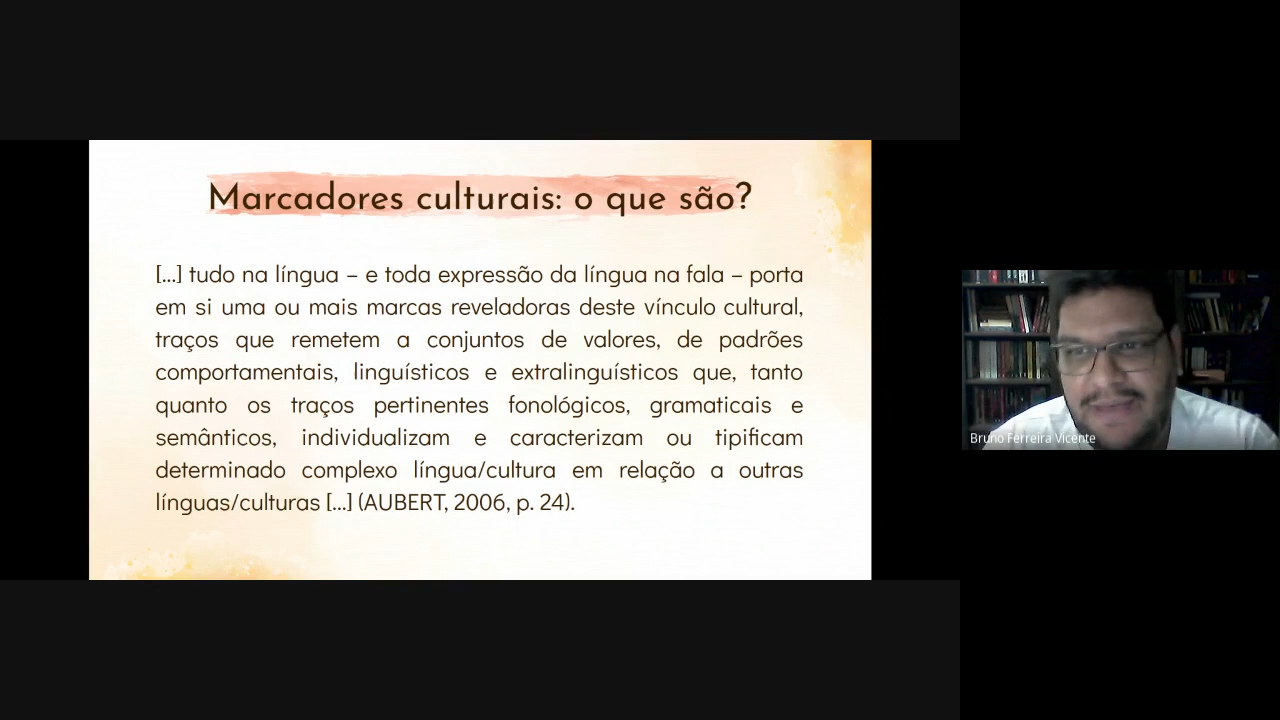 Marcadores culturais: o que são?
[...] tudo na língua – e toda expressão da língua na fala – porta
em si uma ou mais marcas reveladoras deste vínculo cultural,
traços que remetem a conjuntos de valores, de padrões
comportamentais, linguísticos e extralinguísticos que, tanto
quanto os traços pertinentes fonológicos, gramaticais e
semânticos, individualizam e caracterizam ou tipificam
determinado complexo língua/cultura em relação a outras
línguas/culturas [...] (AUBERT, 2006, p. 24).
Bruno Ferreira Vicente